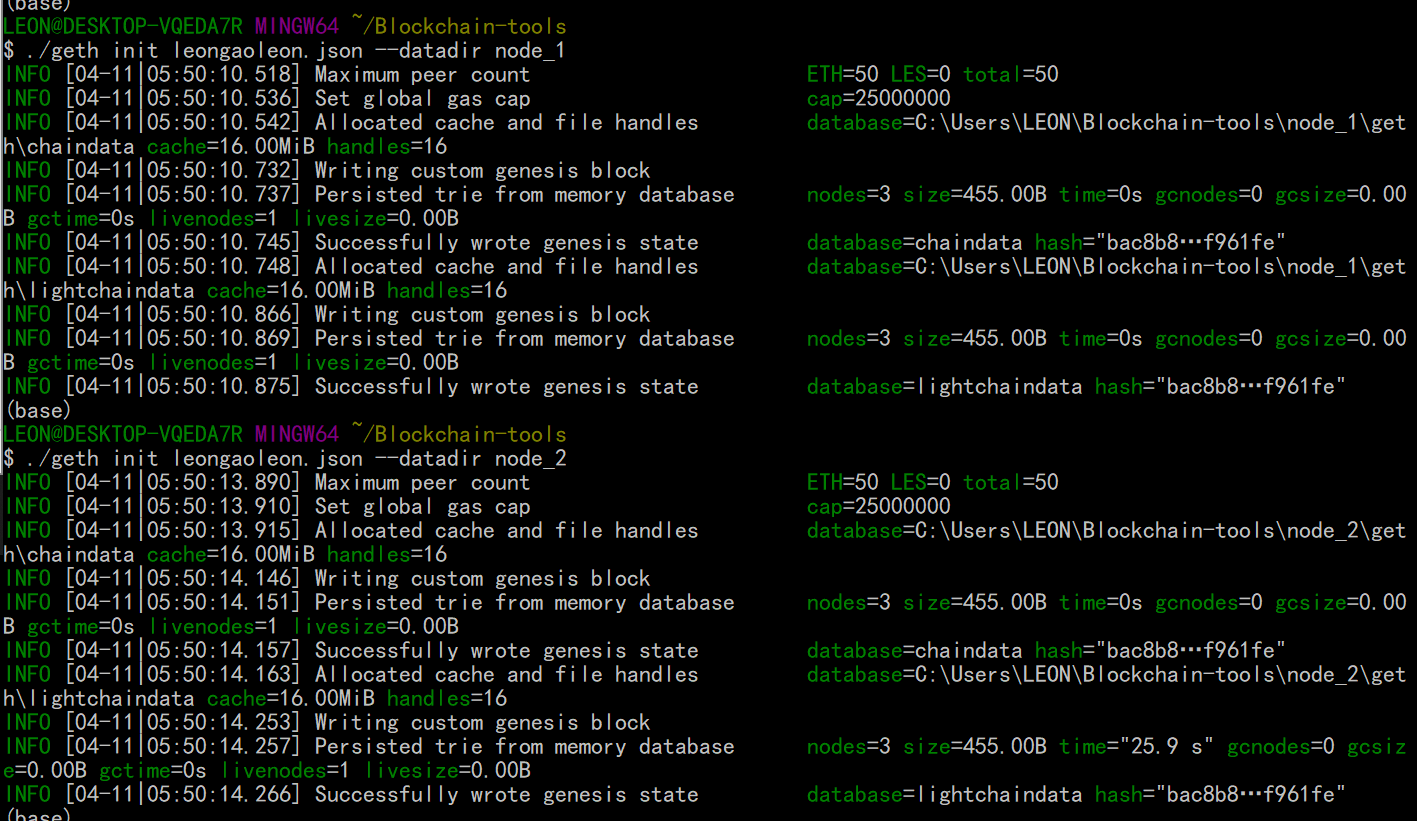 (base)
LEON@DESKTOP-VQEDA7R MINGW64 ~/Blockchain-tools
$ ./geth init leongaoleon.json --datadir node_1
INFO [04-11|05:50:10.518] Maximum peer count ETH=50 LES=0 total=50
INFO [04-11|05:50:10.536] Set global gas cap cap=25000000
INFO [04-11|05:50:10.542] Allocated cache and file handles database=C:\Users\LEON\Blockchain-tools\node_1\get
h\chaindata cache=16.00MiB handles=16
INFO [04-11|05:50:10.732] Writing custom genesis block
INFO [04-11|05:50:10.737] Persisted trie from memory database nodes=3 size=455.00B time=0s gcnodes=0 gcsize=0.00
B gctime=0s livenodes=1 livesize=0.00B
INFO [04-11|05:50:10.745] Successfully wrote genesis state database=chaindata hash="bac8b8…f961fe"
INFO [04-11|05:50:10.748] Allocated cache and file handles database=C:\Users\LEON\Blockchain-tools\node_1\get
h\lightchaindata cache=16.00MiB handles=16
INFO [04-11|05:50:10.866] Writing custom genesis block
INFO [04-11|05:50:10.869] Persisted trie from memory database nodes=3 size=455.00B time=0s gcnodes=0 gcsize=0.00
B gctime=0s livenodes=1 livesize=0.00B
INFO [04-11|05:50:10.875] Successfully wrote genesis state database=lightchaindata hash="bac8b8…f961fe"
(base)
LEON@DESKTOP-VQEDA7R MINGW64 ~/Blockchain-tools
$ ./geth init leongaoleon.json --datadir node_2
INFO [04-11|05:50:13.890] Maximum peer count ETH=50 LES=0 total=50
INFO [04-11|05:50:13.910] Set global gas cap cap=25000000
INFO [04-11|05:50:13.915] Allocated cache and file handles database=C:\Users\LEON\Blockchain-tools\node_2\get
h\chaindata cache=16.00MiB handles=16
INFO [04-11|05:50:14.146] Writing custom genesis block
INFO [04-11|05:50:14.151] Persisted trie from memory database nodes=3 size=455.00B time=0s gcnodes=0 gcsize=0.00
B gctime=0s livenodes=1 livesize=0.00B
INFO [04-11|05:50:14.157] Successfully wrote genesis state database=chaindata hash="bac8b8…f961fe"
INFO [04-11|05:50:14.163] Allocated cache and file handles database=C:\Users\LEON\Blockchain-tools\node_2\get
h\lightchaindata cache=16.00MiB handles=16
INFO [04-11|05:50:14.253] Writing custom genesis block
INFO [04-11|05:50:14.257] Persisted trie from memory database nodes=3 size=455.00B time="25.9 s" gcnodes=0 gcsiz
e=0.00B gctime=0s livenodes=1 livesize=0.00B
INFO [04-11|05:50:14.266] Successfully wrote genesis state database=lightchaindata hash="bac8b8…f961fe"
(base)